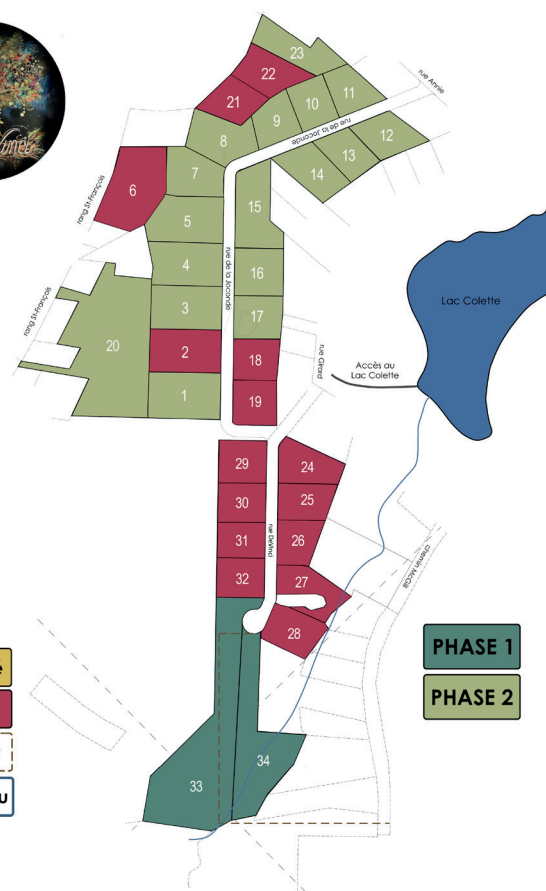 23
22
21
11
10
9
8
rue Annie
rue de la Joconde
12
13
14
7
6
rang St-François
15
5
4
16
rue de la Joconde
3
17
rang St-François
20
2
18
1
19
rue Girard
Accès au
Lac Colette
Lac Colette
29
24
30
25
31
26
rue DeVinci
32
27
28
chemin McGill
PHASE 1
PHASE 2
34
33